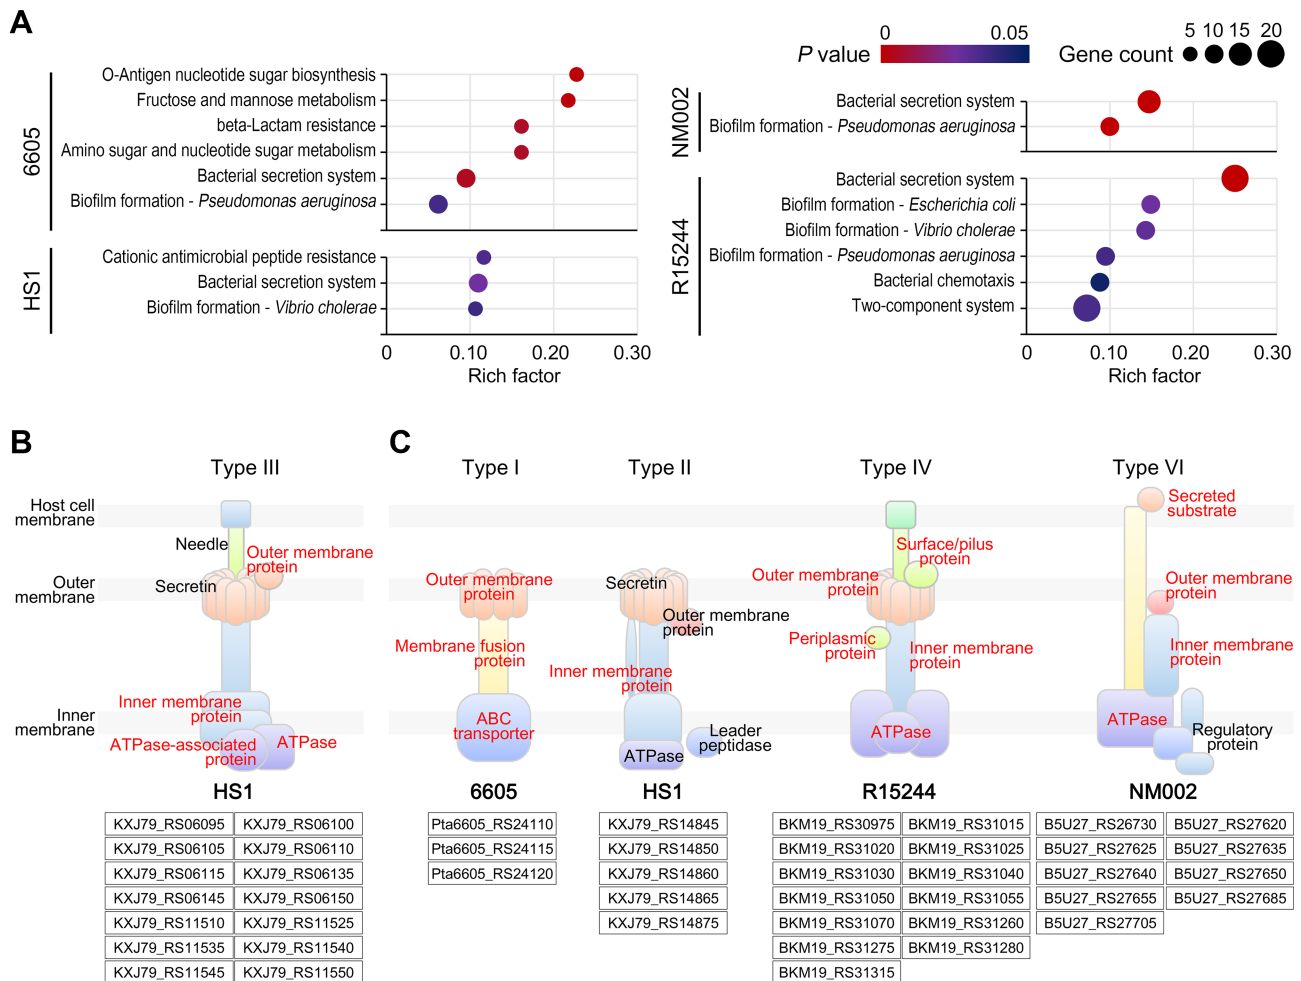 A
P value
0
0.05
Gene count
5 10 15 20
6605
O-Antigen nucleotide sugar biosynthesis
Fructose and mannose metabolism
beta-Lactam resistance
Amino sugar and nucleotide sugar metabolism
Bacterial secretion system
Biofilm formation - Pseudomonas aeruginosa
HS1
Cationic antimicrobial peptide resistance
Bacterial secretion system
Biofilm formation - Vibrio cholerae
0 0.10 0.20 0.30
Rich factor
NM002
Bacterial secretion system
Biofilm formation - Pseudomonas aeruginosa
R15244
Bacterial secretion system
Biofilm formation - Escherichia coli
Biofilm formation - Vibrio cholerae
Biofilm formation - Pseudomonas aeruginosa
Bacterial chemotaxis
Two-component system
0 0.10 0.20 0.30
Rich factor
B
Type III
Host cell
membrane
Outer
membrane
Inner
membrane
Needle
Outer membrane
protein
Secretin
Inner membrane
protein
ATPase-associated
protein
ATPase
HS1
KXJ79_RS06095 KXJ79_RS06100
KXJ79_RS06105 KXJ79_RS06110
KXJ79_RS06115 KXJ79_RS06135
KXJ79_RS06145 KXJ79_RS06150
KXJ79_RS11510 KXJ79_RS11525
KXJ79_RS11535 KXJ79_RS11540
KXJ79_RS11545 KXJ79_RS11550
C
Type I
Outer membrane
protein
Membrane fusion
protein
ABC
transporter
6605
Pta6605_RS24110
Pta6605_RS24115
Pta6605_RS24120
Type II
Secretin
Outer membrane
protein
Inner membrane
protein
Leader
peptidase
ATPase
HS1
KXJ79_RS14845
KXJ79_RS14850
KXJ79_RS14860
KXJ79_RS14865
KXJ79_RS14875
Type IV
Surface/pilus
protein
Outer membrane
protein
Periplasmic
protein
Inner membrane
protein
ATPase
R15244
BKM19_RS30975 BKM19_RS31015
BKM19_RS31020 BKM19_RS31025
BKM19_RS31030 BKM19_RS31040
BKM19_RS31050 BKM19_RS31055
BKM19_RS31070 BKM19_RS31260
BKM19_RS31275 BKM19_RS31280
BKM19_RS31315
Type VI
Secreted
substrate
Outer membrane
protein
Inner membrane
protein
ATPase
Regulatory
protein
NM002
B5U27_RS26730 B5U27_RS27620
B5U27_RS27625 B5U27_RS27635
B5U27_RS27640 B5U27_RS27650
B5U27_RS27655 B5U27_RS27685
B5U27_RS27705